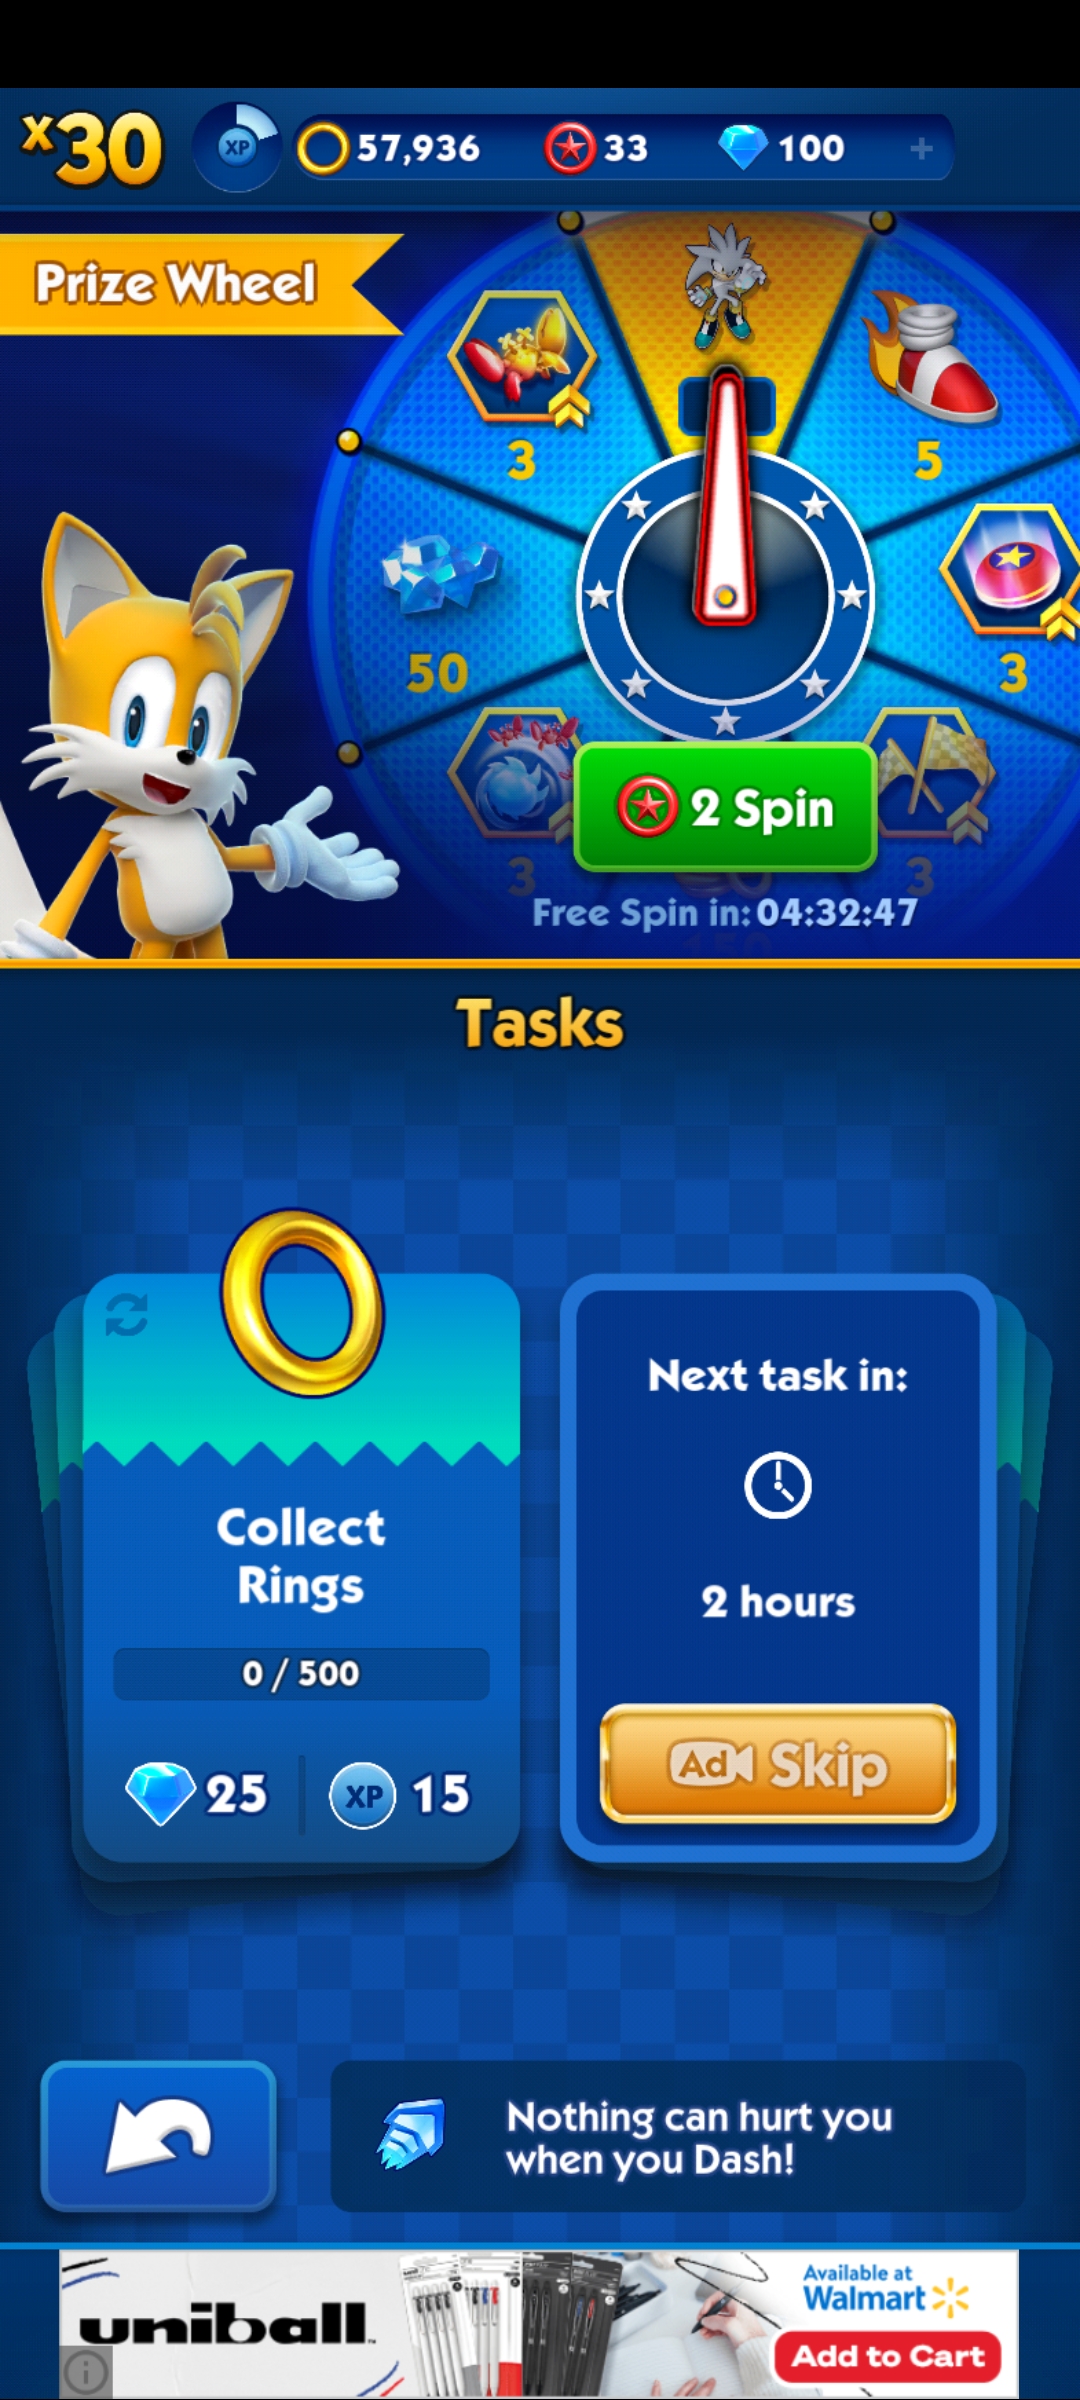 x30
XP
57,936
33
100
+
Prize Wheel
3
5
50
3
2 Spin
3
3
Free Spin in: 04:32:47
Tasks
Next task in:
Collect
Rings
2 hours
0 / 500
Ad Skip
25
XP 15
Nothing can hurt you
when you Dash!
uniball
Available at
Walmart
Add to Cart